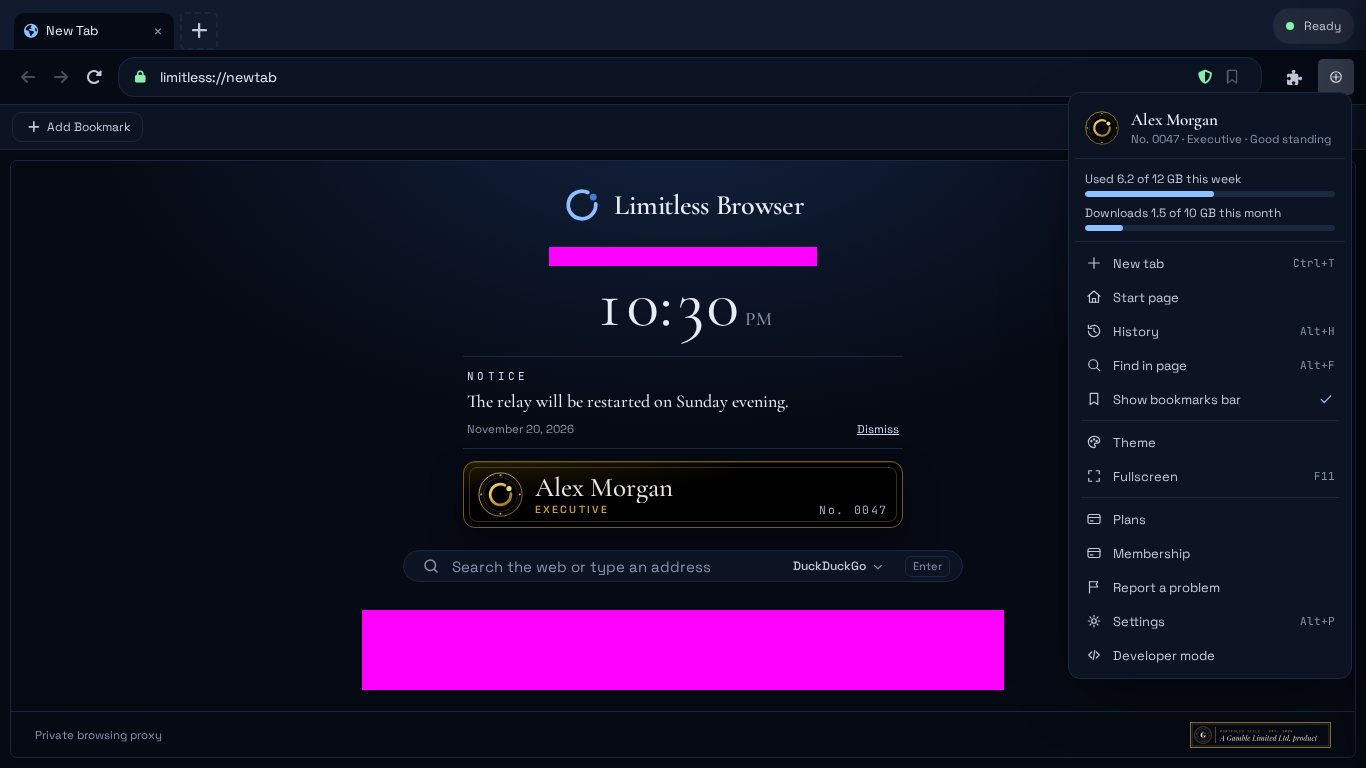 New Tab
Ready
limitless://newtab
Add Bookmark
Alex Morgan
No. 0047 · Executive · Good standing
Used 6.2 of 12 GB this week
Downloads 1.5 of 10 GB this month
New tab Ctrl+T
Start page
History Alt+H
Find in page Alt+F
Show bookmarks bar
Theme
Fullscreen F11
Plans
Membership
Report a problem
Settings Alt+P
Developer mode
Limitless Browser
10:30 PM
NOTICE
The relay will be restarted on Sunday evening.
November 20, 2026
Dismiss
Alex Morgan
EXECUTIVE
No. 0047
Search the web or type an address
DuckDuckGo
Enter
Private browsing proxy
G
A Gamble Limited Ltd. product